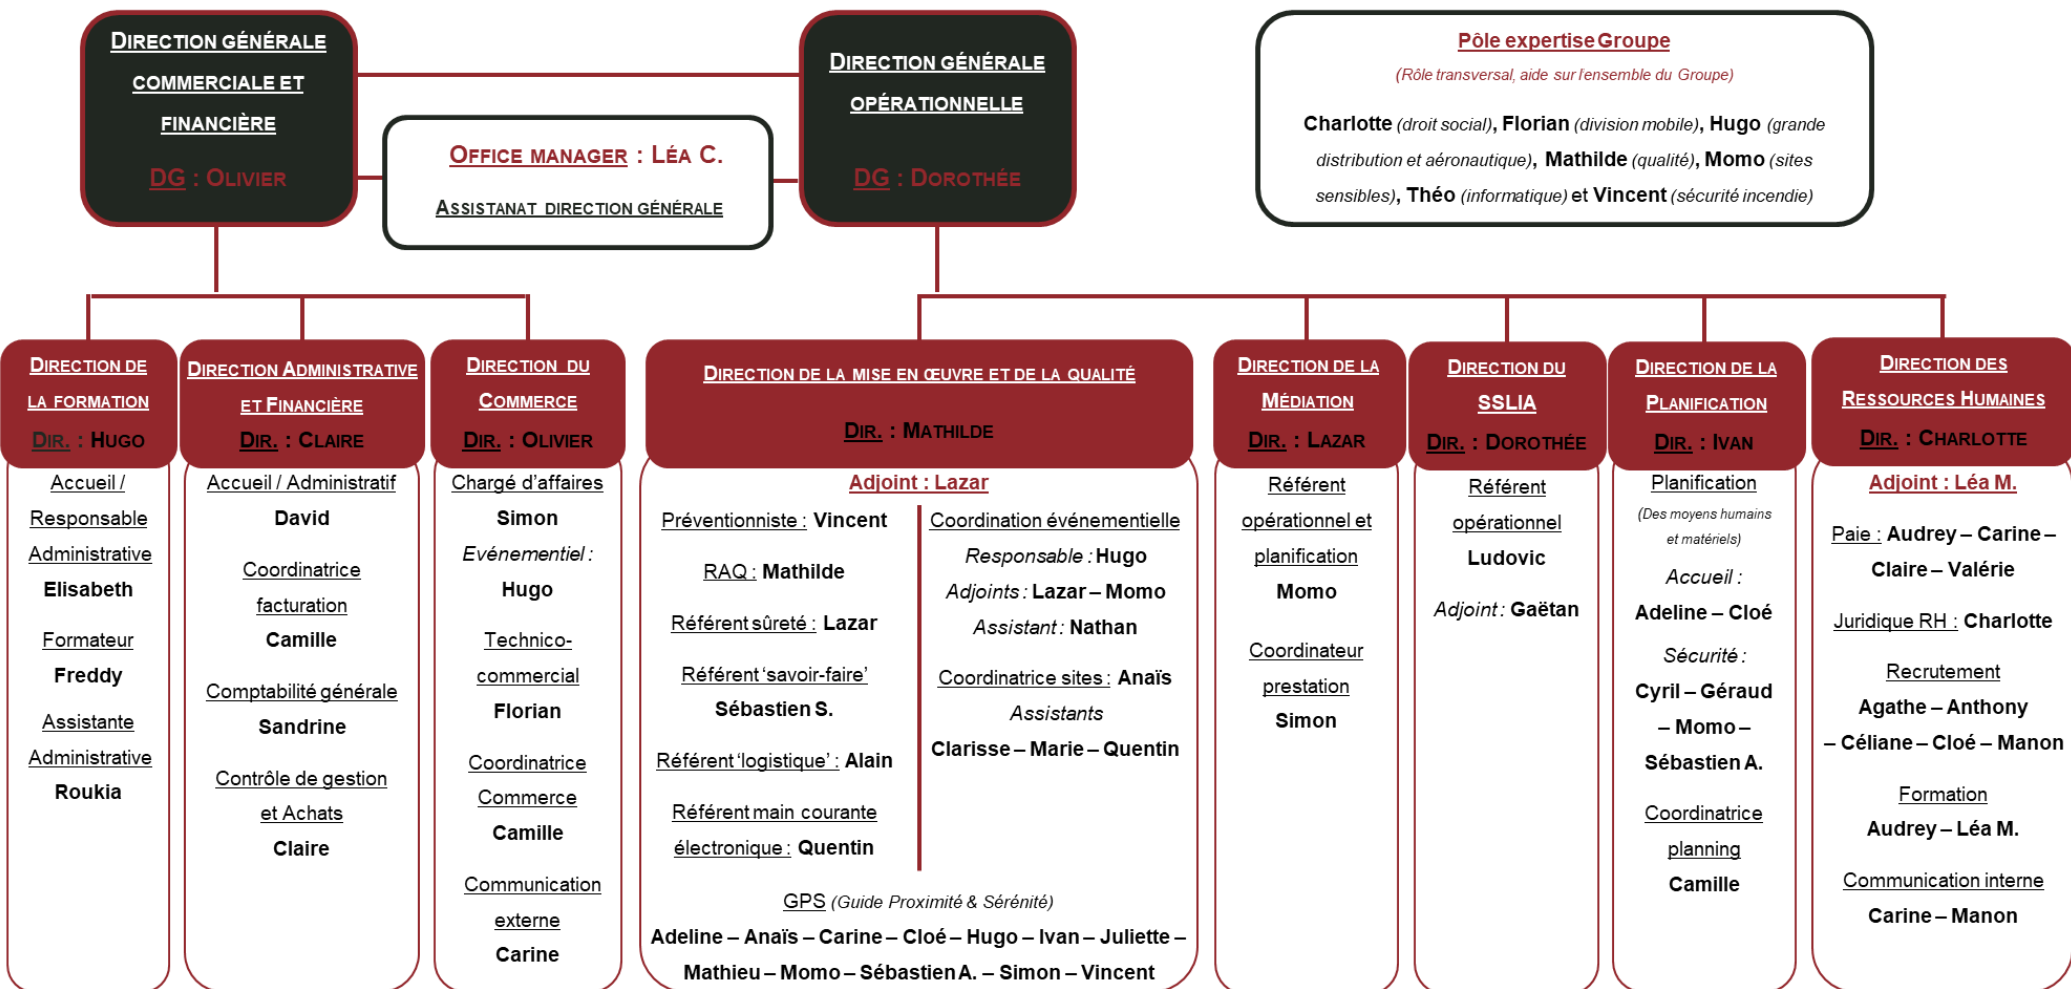 DIRECTION GÉNÉRALE
COMMERCIALE ET
FINANCIÈRE
DG : OLIVIER
OFFICE MANAGER : LÉA C.
ASSISTANAT DIRECTION GÉNÉRALE
DIRECTION GÉNÉRALE
OPÉRATIONNELLE
DG : DOROTHÉE
Pôle expertise Groupe
(Rôle transversal, aide sur l'ensemble du Groupe)
Charlotte (droit social), Florian (division mobile), Hugo (grande
distribution et aéronautique), Mathilde (qualité), Momo (sites
sensibles), Théo (informatique) et Vincent (sécurité incendie)
DIRECTION DE
LA FORMATION
DIR. : HUGO
Accueil /
Responsable
Administrative
Elisabeth
Formateur
Freddy
Assistante
Administrative
Roukia
DIRECTION ADMINISTRATIVE
ET FINANCIÈRE
DIR. : CLAIRE
Accueil / Administratif
David
Coordinatrice
facturation
Camille
Comptabilité générale
Sandrine
Contrôle de gestion
et Achats
Claire
DIRECTION DU
COMMERCE
DIR. : OLIVIER
Chargé d'affaires
Simon
Evénementiel :
Hugo
Technico-
commercial
Florian
Coordinatrice
Commerce
Camille
Communication
externe
Carine
DIRECTION DE LA MISE EN ŒUVRE ET DE LA QUALITÉ
DIR. : MATHILDE
Adjoint : Lazar
Préventionniste : Vincent
RAQ : Mathilde
Référent sûreté : Lazar
Référent 'savoir-faire'
Sébastien S.
Référent 'logistique' : Alain
Référent main courante
électronique : Quentin
Coordination événementielle
Responsable : Hugo
Adjoints : Lazar – Momo
Assistant : Nathan
Coordinatrice sites : Anaïs
Assistants
Clarisse – Marie – Quentin
GPS (Guide Proximité & Sérénité)
Adeline – Anaïs – Carine – Cloé – Hugo – Ivan – Juliette –
Mathieu – Momo – Sébastien A. – Simon – Vincent
DIRECTION DE LA
MÉDIATION
DIR. : LAZAR
Référent
opérationnel et
planification
Momo
Coordinateur
prestation
Simon
DIRECTION DU
SSLIA
DIR. : DOROTHÉE
Référent
opérationnel
Ludovic
Adjoint : Gaëtan
DIRECTION DE LA
PLANIFICATION
DIR. : IVAN
Planification
(Des moyens humains
et matériels)
Accueil :
Adeline – Cloé
Sécurité :
Cyril – Géraud
– Momo –
Sébastien A.
Coordinatrice
planning
Camille
DIRECTION DES
RESSOURCES HUMAINES
DIR. : CHARLOTTE
Adjoint : Léa M.
Paie : Audrey – Carine –
Claire – Valérie
Juridique RH : Charlotte
Recrutement
Agathe – Anthony
– Céliane – Cloé – Manon
Formation
Audrey – Léa M.
Communication interne
Carine – Manon